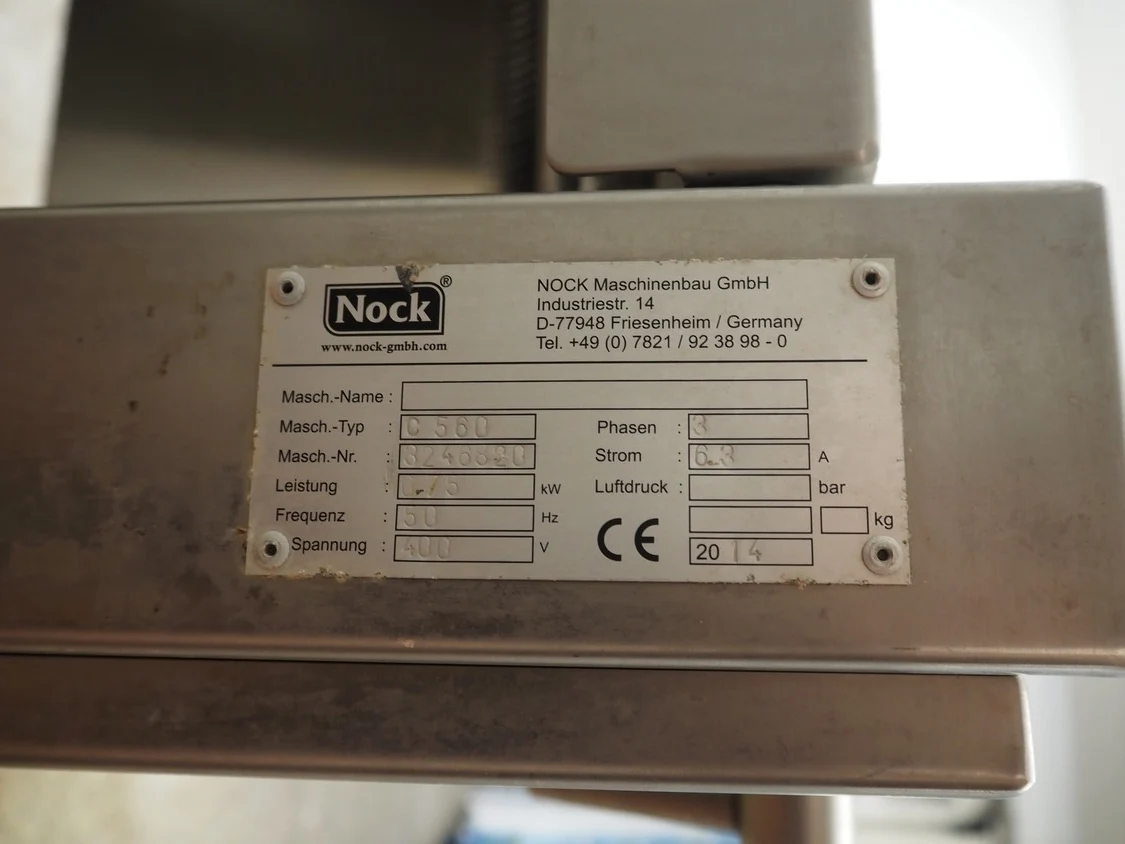 Nock®
www.nock-gmbh.com
NOCK Maschinenbau GmbH
Industriestr. 14
D-77948 Friesenheim / Germany
Tel. +49 (0) 7821 / 92 38 98 - 0
Masch.-Name :
Masch.-Typ : C 560
Masch.-Nr. :
Leistung : kW
Frequenz : 50 Hz
Spannung : 400 V
Phasen : 3
Strom : 6.3 A
Luftdruck : bar
kg
CE
20 14